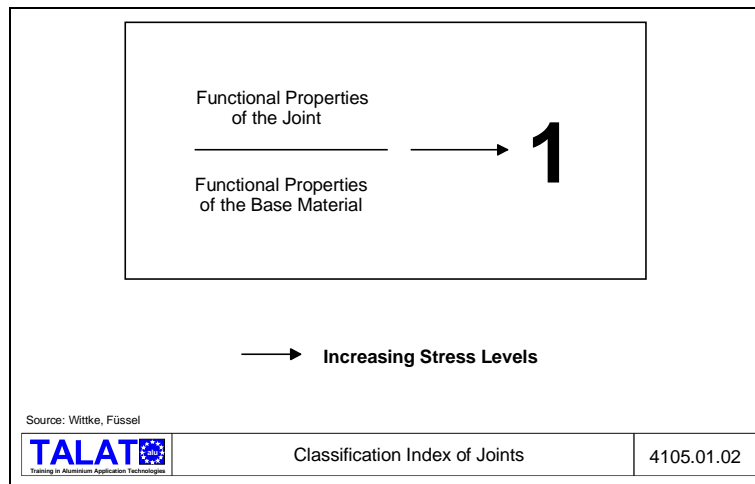 Functional Properties
of the Joint
1
Functional Properties
of the Base Material
Increasing Stress Levels
Source: Wittke, Füssel
TALAT
alu
Training in Aluminium Application Technologies
Classification Index of Joints
4105.01.02